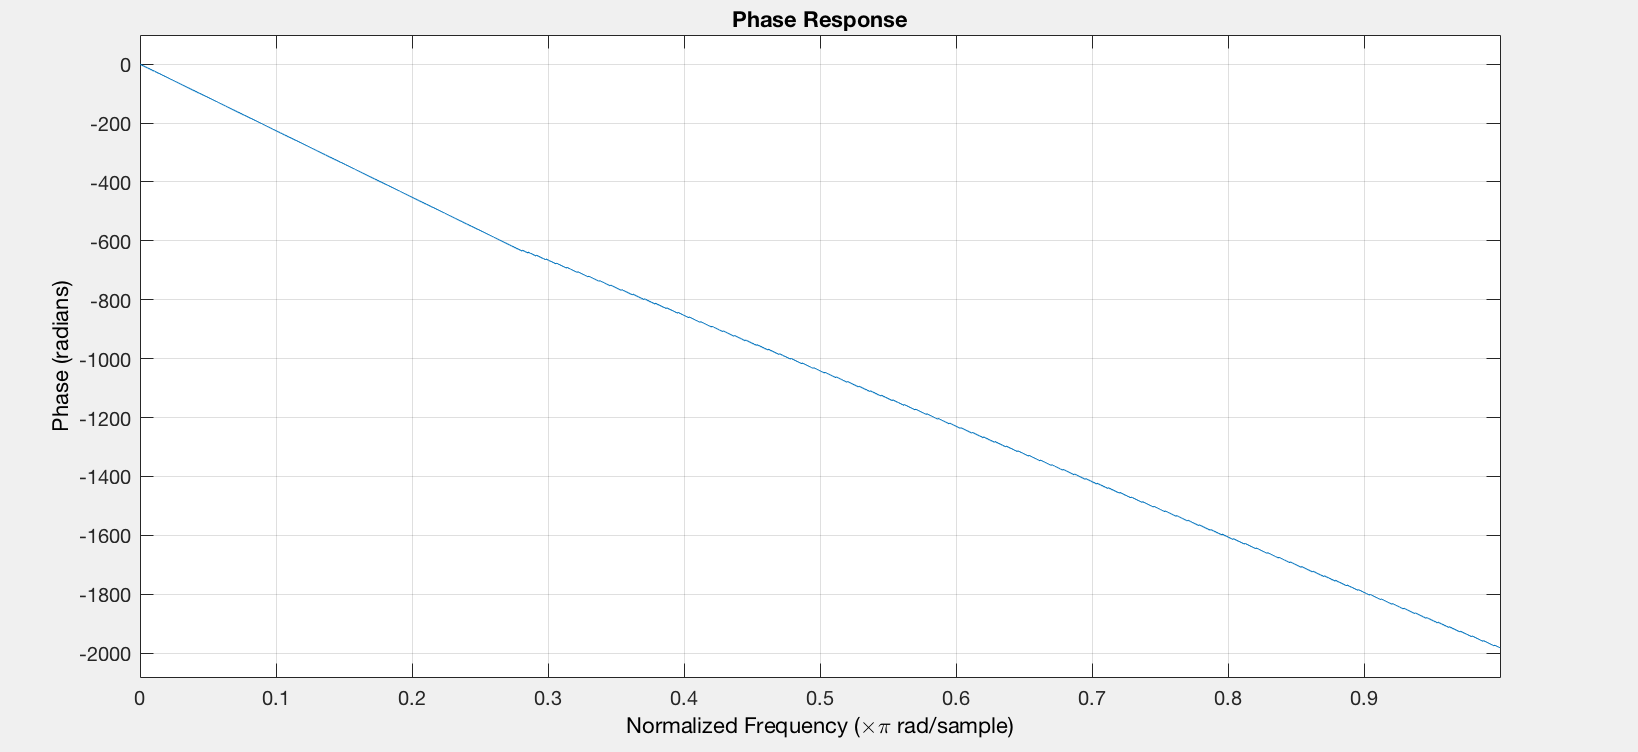 Phase Response
0
-200
-400
-600
-800
-1000
-1200
-1400
-1600
-1800
-2000
Phase (radians)
0 0.1 0.2 0.3 0.4 0.5 0.6 0.7 0.8 0.9
Normalized Frequency (×π rad/sample)